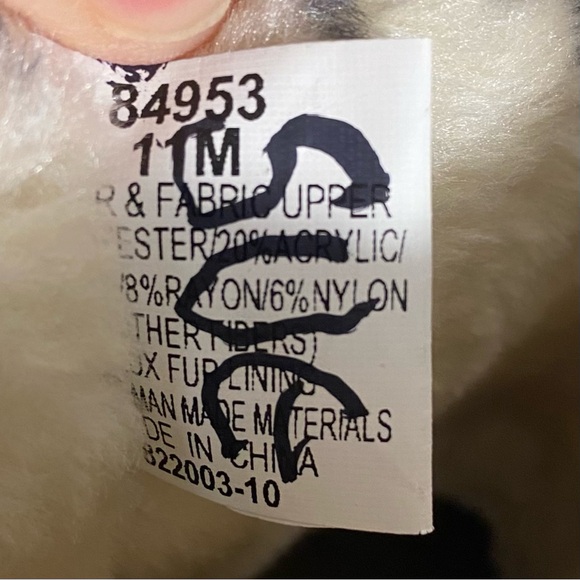 84953
11M
R & FABRIC UPPER
ESTER/20%ACRYLIC/
/8%RAYON/6%NYLON
THER FIBERS)
UX FUR LINING
MAN MADE MATERIALS
DE IN CHINA
822003-10